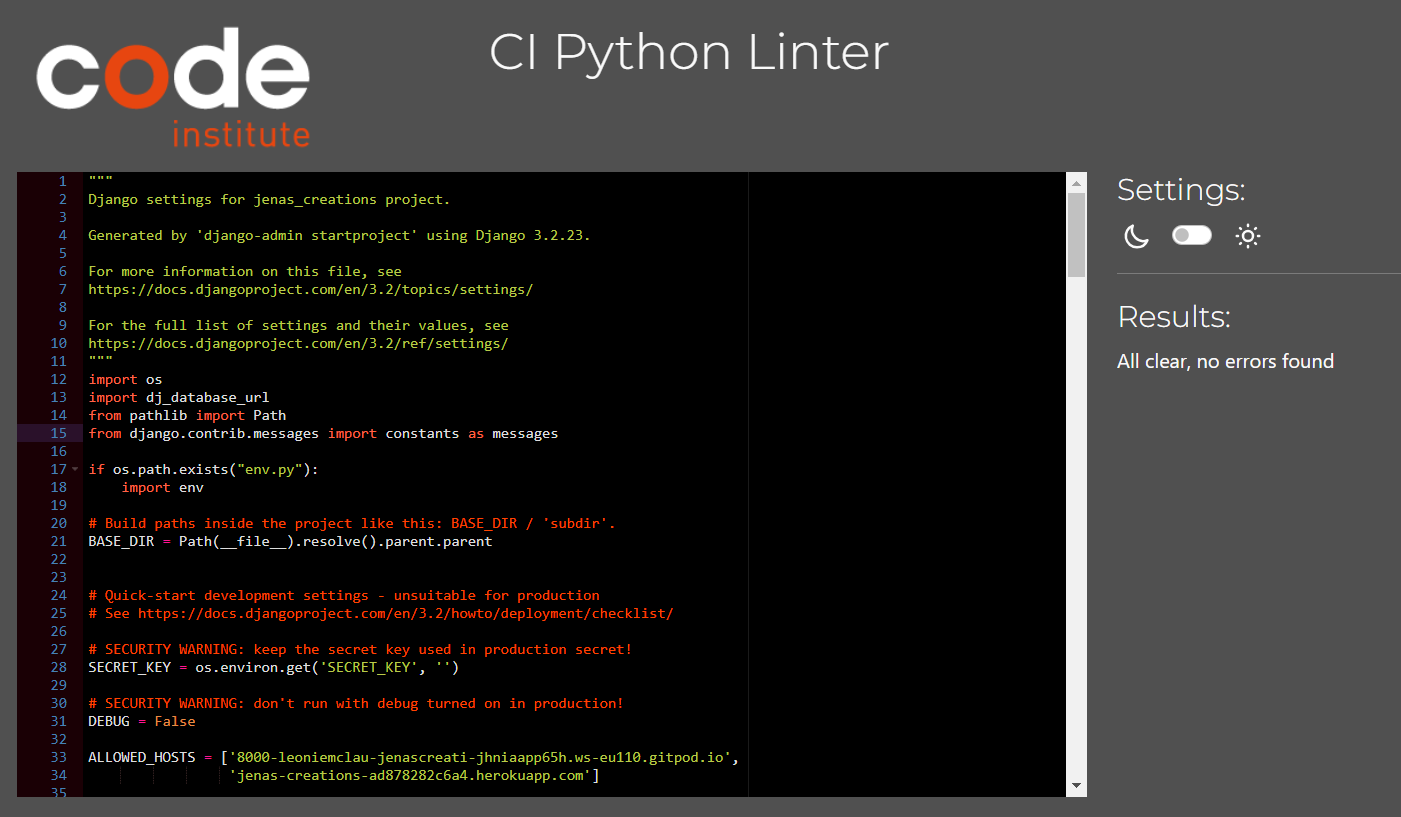 code
institute
CI Python Linter
1 """
2 Django settings for jenas_creations project.
3
4 Generated by 'django-admin startproject' using Django 3.2.23.
5
6 For more information on this file, see
7 https://docs.djangoproject.com/en/3.2/topics/settings/
8
9 For the full list of settings and their values, see
10 https://docs.djangoproject.com/en/3.2/ref/settings/
11 """
12 import os
13 import dj_database_url
14 from pathlib import Path
15 from django.contrib.messages import constants as messages
16
17 if os.path.exists("env.py"):
18     import env
19
20 # Build paths inside the project like this: BASE_DIR / 'subdir'.
21 BASE_DIR = Path(__file__).resolve().parent.parent
22
23
24 # Quick-start development settings - unsuitable for production
25 # See https://docs.djangoproject.com/en/3.2/howto/deployment/checklist/
26
27 # SECURITY WARNING: keep the secret key used in production secret!
28 SECRET_KEY = os.environ.get('SECRET_KEY', '')
29
30 # SECURITY WARNING: don't run with debug turned on in production!
31 DEBUG = False
32
33 ALLOWED_HOSTS = ['8000-leoniemclau-jenascreati-jhniaapp65h.ws-eu110.gitpod.io',
34                  'jenas-creations-ad878282c6a4.herokuapp.com']
35
Settings:
Results:
All clear, no errors found